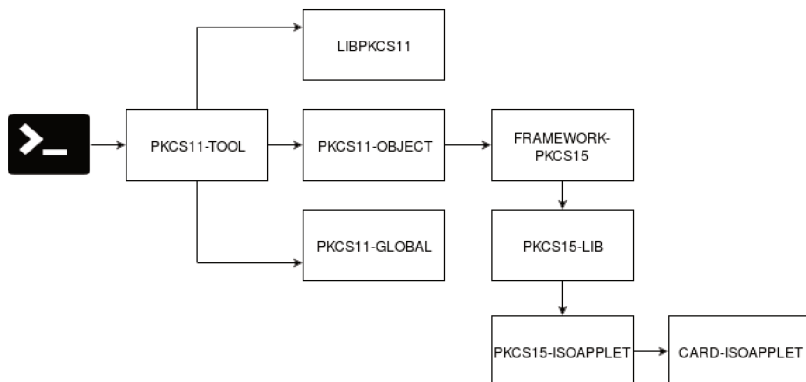 LIBPKCS11
>_
PKCS11-TOOL
PKCS11-OBJECT
FRAMEWORK-
PKCS15
PKCS11-GLOBAL
PKCS15-LIB
PKCS15-ISOAPPLET
CARD-ISOAPPLET